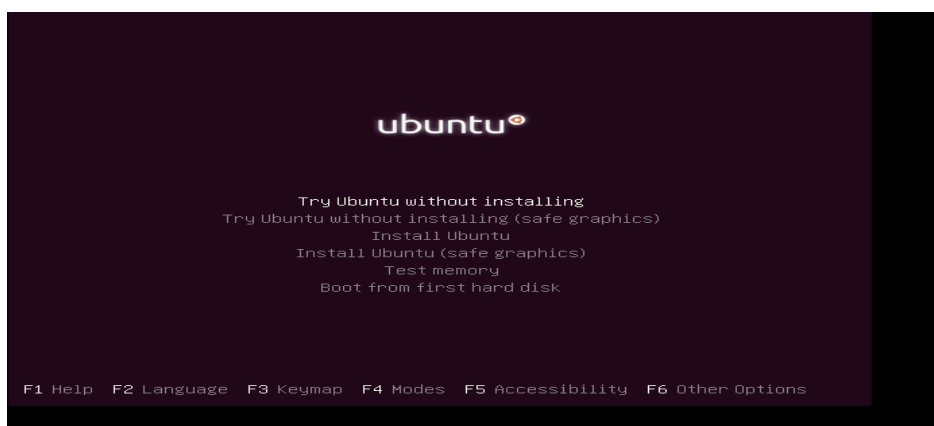 ubuntu
Try Ubuntu without installing
Try Ubuntu without installing (safe graphics)
Install Ubuntu
Install Ubuntu (safe graphics)
Test memory
Boot from first hard disk
F1 Help F2 Language F3 Keymap F4 Modes F5 Accessibility F6 Other Options